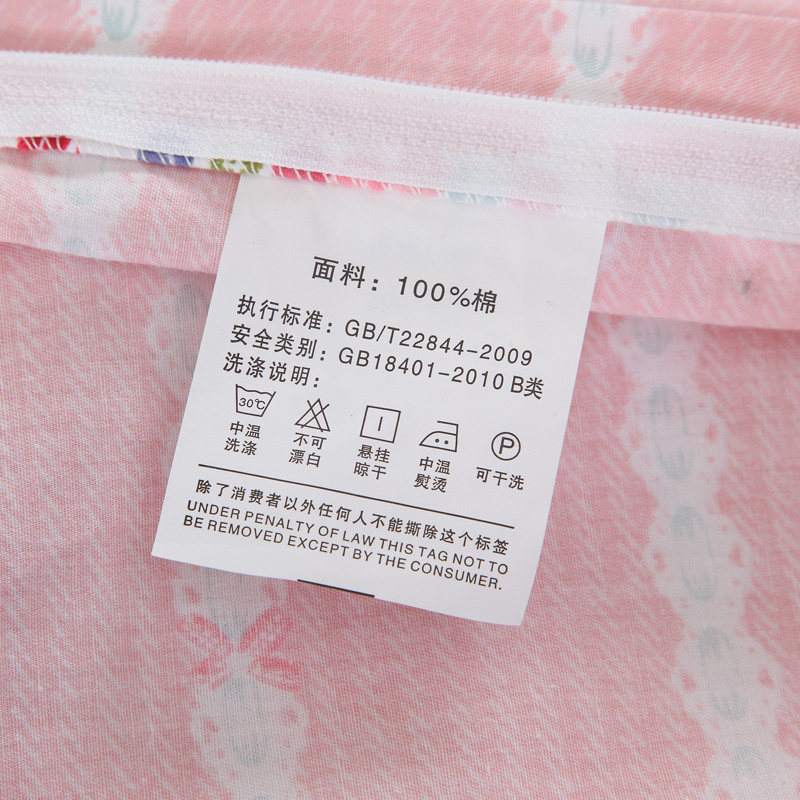 面料：100%棉
执行标准：GB/T22844-2009
安全类别：GB18401-2010 B类
洗涤说明：
30℃ P
中温 不可 悬挂 中温 可干洗
洗涤 漂白 晾干 熨烫
除了消费者以外任何人不能撕除这个标签
UNDER PENALTY OF LAW THIS TAG NOT TO
BE REMOVED EXCEPT BY THE CONSUMER.